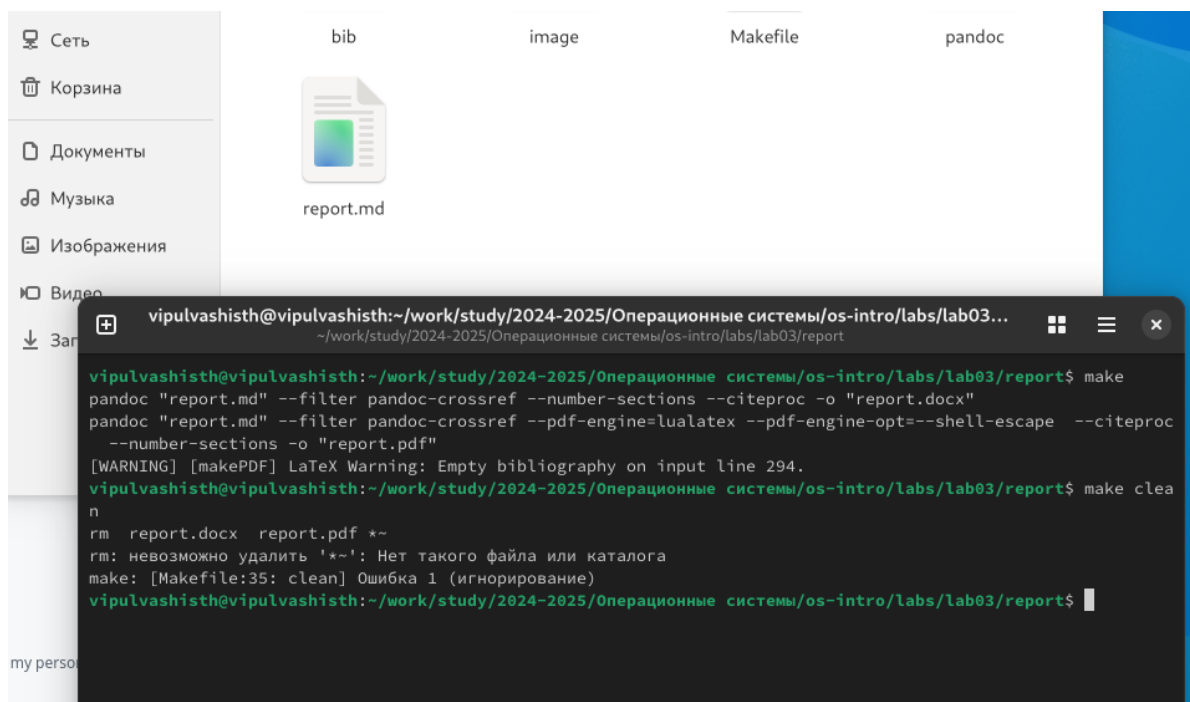 Сеть
Корзина
Документы
Музыка
Изображения
Видео
bib image Makefile pandoc
report.md
vipulvashisth@vipulvashisth:~/work/study/2024-2025/Операционные системы/os-intro/labs/lab03...
~/work/study/2024-2025/Операционные системы/os-intro/labs/lab03/report
vipulvashisth@vipulvashisth:~/work/study/2024-2025/Операционные системы/os-intro/labs/lab03/report$ make
pandoc "report.md" --filter pandoc-crossref --number-sections --citeproc -o "report.docx"
pandoc "report.md" --filter pandoc-crossref --pdf-engine=lualatex --pdf-engine-opt=--shell-escape  --citeproc
  --number-sections -o "report.pdf"
[WARNING] [makePDF] LaTeX Warning: Empty bibliography on input line 294.
vipulvashisth@vipulvashisth:~/work/study/2024-2025/Операционные системы/os-intro/labs/lab03/report$ make clea
n
rm  report.docx  report.pdf *~
rm: невозможно удалить '*~': Нет такого файла или каталога
make: [Makefile:35: clean] Ошибка 1 (игнорирование)
vipulvashisth@vipulvashisth:~/work/study/2024-2025/Операционные системы/os-intro/labs/lab03/report$
my